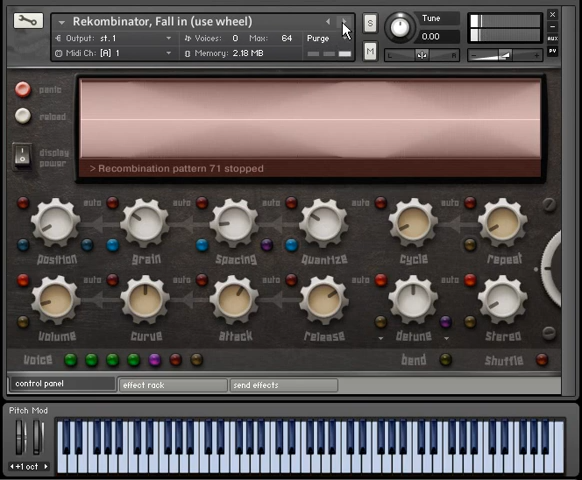 Rekombinator, Fall in (use wheel)
Output: st. 1
Voices: 0 Max: 64 Purge
Midi Ch: [A] 1
Memory: 2.18 MB
S
M
Tune
0.00
L R
aux
PV
panic
reload
display power
> Recombination pattern 71 stopped
auto auto auto auto auto
position grain spacing quantize cycle repeat
auto auto auto auto auto
volume curve attack release detune stereo
voice bend shuffle
control panel effect rack send effects
Pitch Mod
+1 oct